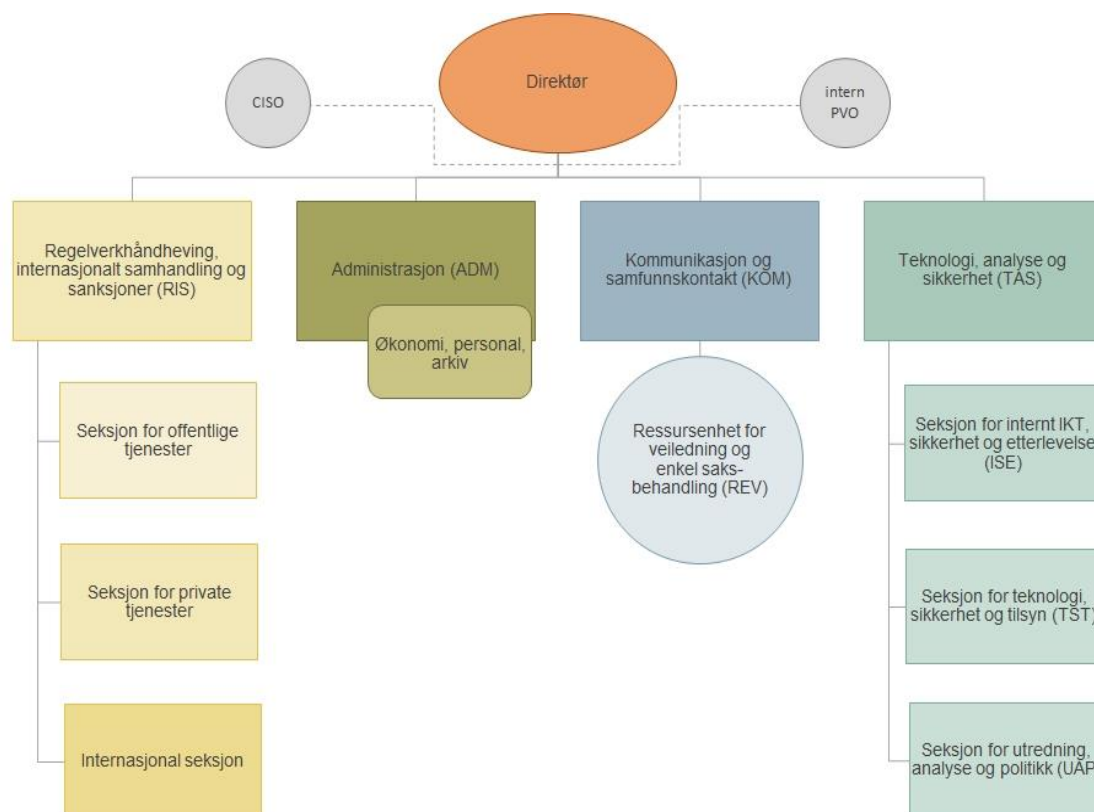 Direktør
CISO
intern
PVO
Regelverkhåndheving,
internasjonalt samhandling og
sanksjoner (RIS)
Administrasjon (ADM)
Økonomi, personal,
arkiv
Kommunikasjon og
samfunnskontakt (KOM)
Teknologi, analyse og
sikkerhet (TAS)
Seksjon for offentlige
tjenester
Seksjon for private
tjenester
Internasjonal seksjon
Ressursenhet for
veiledning og
enkel saks-
behandling (REV)
Seksjon for internt IKT,
sikkerhet og etterlevelse
(ISE)
Seksjon for teknologi,
sikkerhet og tilsyn (TST)
Seksjon for utredning,
analyse og politikk (UAP)